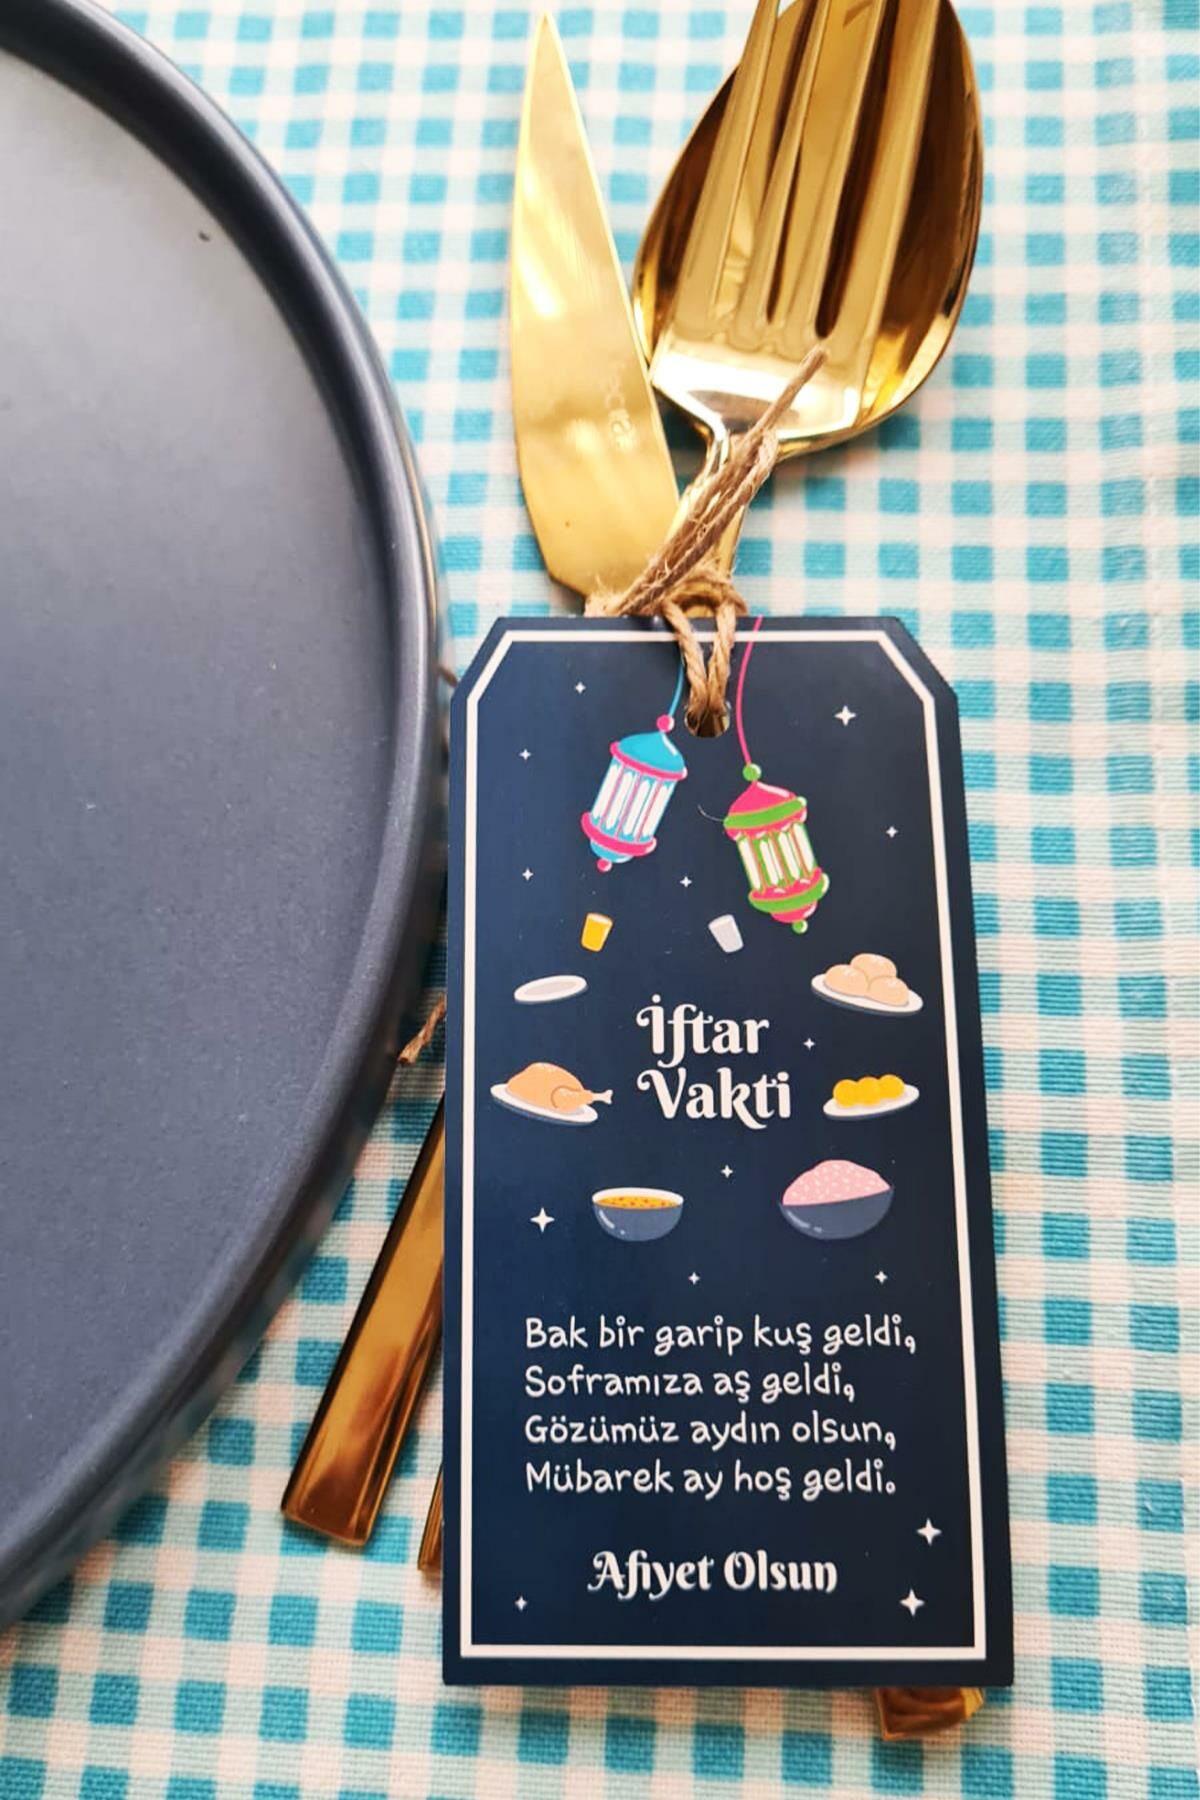 İftar
Vakti
Bak bir garip kuş geldi,
Soframıza aş geldi,
Gözümüz aydın olsun,
Mübarek ay hoş geldi.
Afiyet Olsun